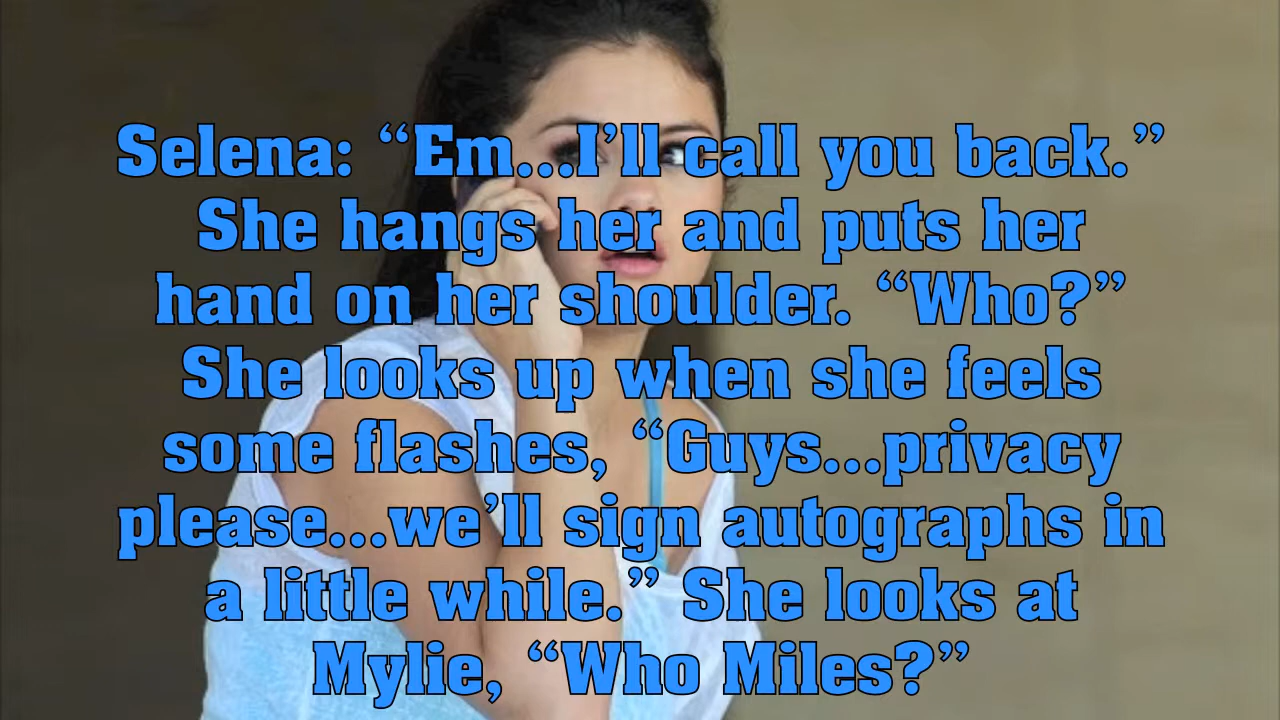 Selena: “Em...I’ll call you back.”
She hangs her and puts her
hand on her shoulder. “Who?”
She looks up when she feels
some flashes, “Guys...privacy
please...we’ll sign autographs in
a little while.” She looks at
Mylie, “Who Miles?”